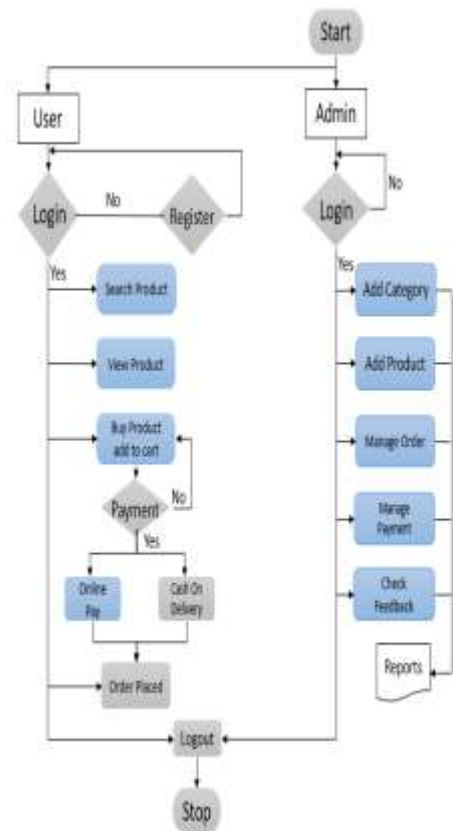 Start
User
Admin
Login
No
Register
Login
No
Yes
Search Product
View Product
Buy Product
add to cart
No
Payment
Yes
Online
Pay
Cash On
Delivery
Order Placed
Yes
Add Category
Add Product
Manage Order
Manage
Payment
Check
Feedback
Reports
Logout
Stop